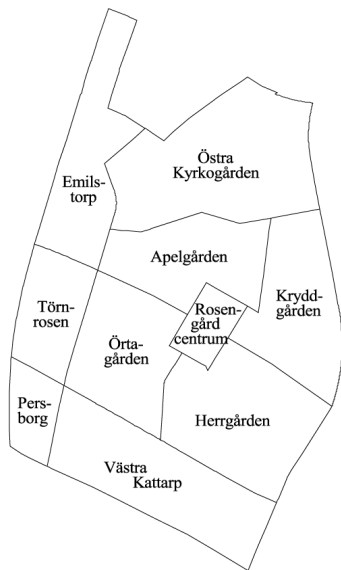 Östra
Kyrkogården
Emils-
torp
Apelgården
Krydd-
gården
Törn-
rosen
Rosen-
gård
centrum
Örta-
gården
Pers-
borg
Herrgården
Västra
Kattarp